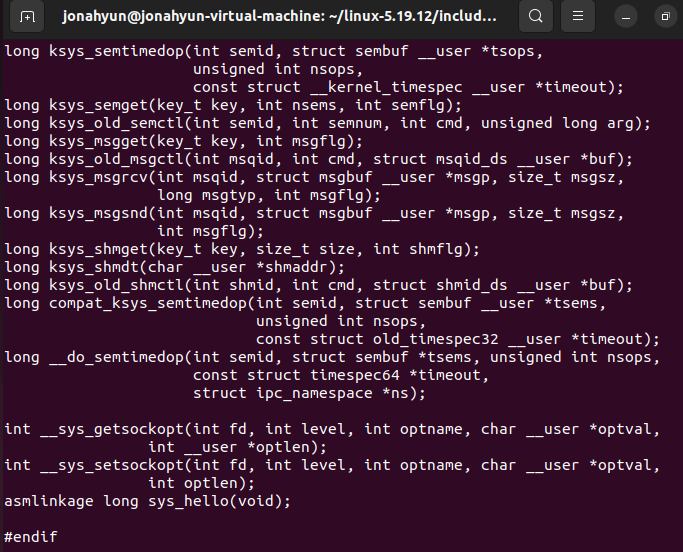 jonahyun@jonahyun-virtual-machine: ~/linux-5.19.12/includ...
long ksys_semtimedop(int semid, struct sembuf __user *tsops,
                     unsigned int nsops,
                     const struct __kernel_timespec __user *timeout);
long ksys_semget(key_t key, int nsems, int semflg);
long ksys_old_semctl(int semid, int semnum, int cmd, unsigned long arg);
long ksys_msgget(key_t key, int msgflg);
long ksys_old_msgctl(int msqid, int cmd, struct msqid_ds __user *buf);
long ksys_msgrcv(int msqid, struct msgbuf __user *msgp, size_t msgsz,
                 long msgtyp, int msgflg);
long ksys_msgsnd(int msqid, struct msgbuf __user *msgp, size_t msgsz,
                 int msgflg);
long ksys_shmget(key_t key, size_t size, int shmflg);
long ksys_shmdt(char __user *shmaddr);
long ksys_old_shmctl(int shmid, int cmd, struct shmid_ds __user *buf);
long compat_ksys_semtimedop(int semid, struct sembuf __user *tsems,
                            unsigned int nsops,
                            const struct old_timespec32 __user *timeout);
long __do_semtimedop(int semid, struct sembuf *tsems, unsigned int nsops,
                     const struct timespec64 *timeout,
                     struct ipc_namespace *ns);

int __sys_getsockopt(int fd, int level, int optname, char __user *optval,
                int __user *optlen);
int __sys_setsockopt(int fd, int level, int optname, char __user *optval,
                int optlen);
asmlinkage long sys_hello(void);

#endif